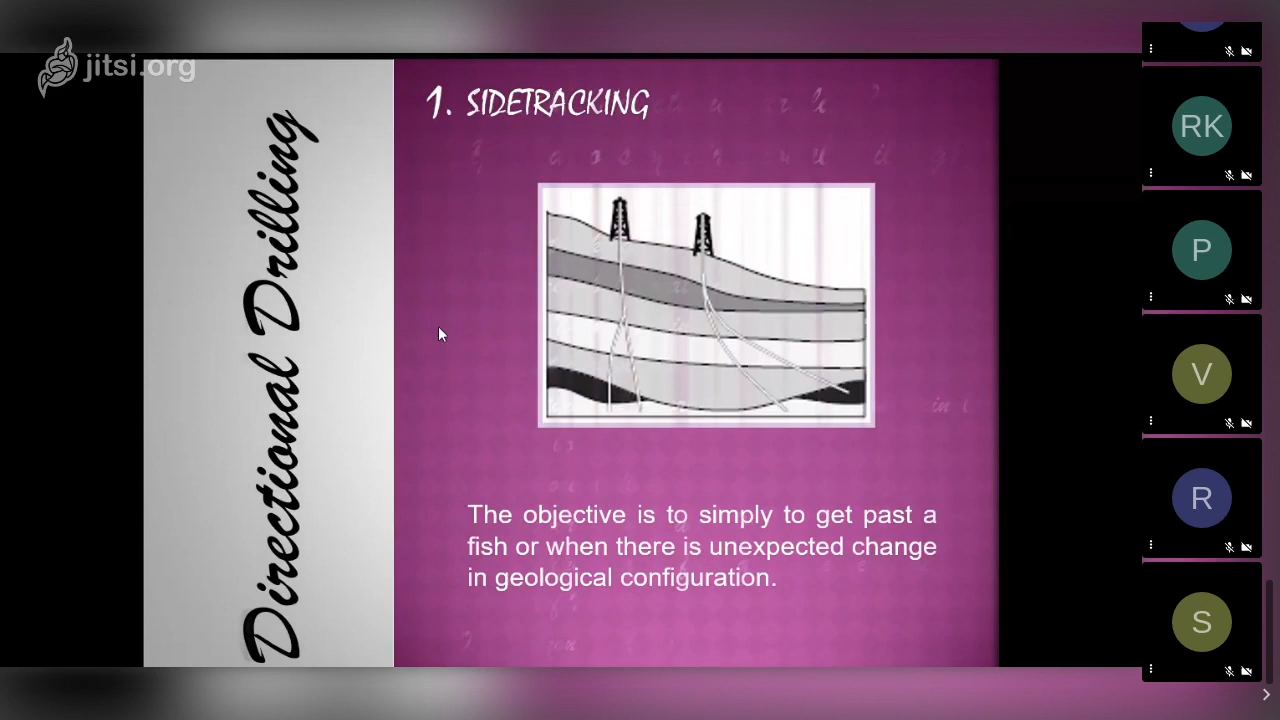 jitsi.org
Directional Drilling
1. SIDETRACKING
The objective is to simply to get past a
fish or when there is unexpected change
in geological configuration.
RK
P
V
R
S